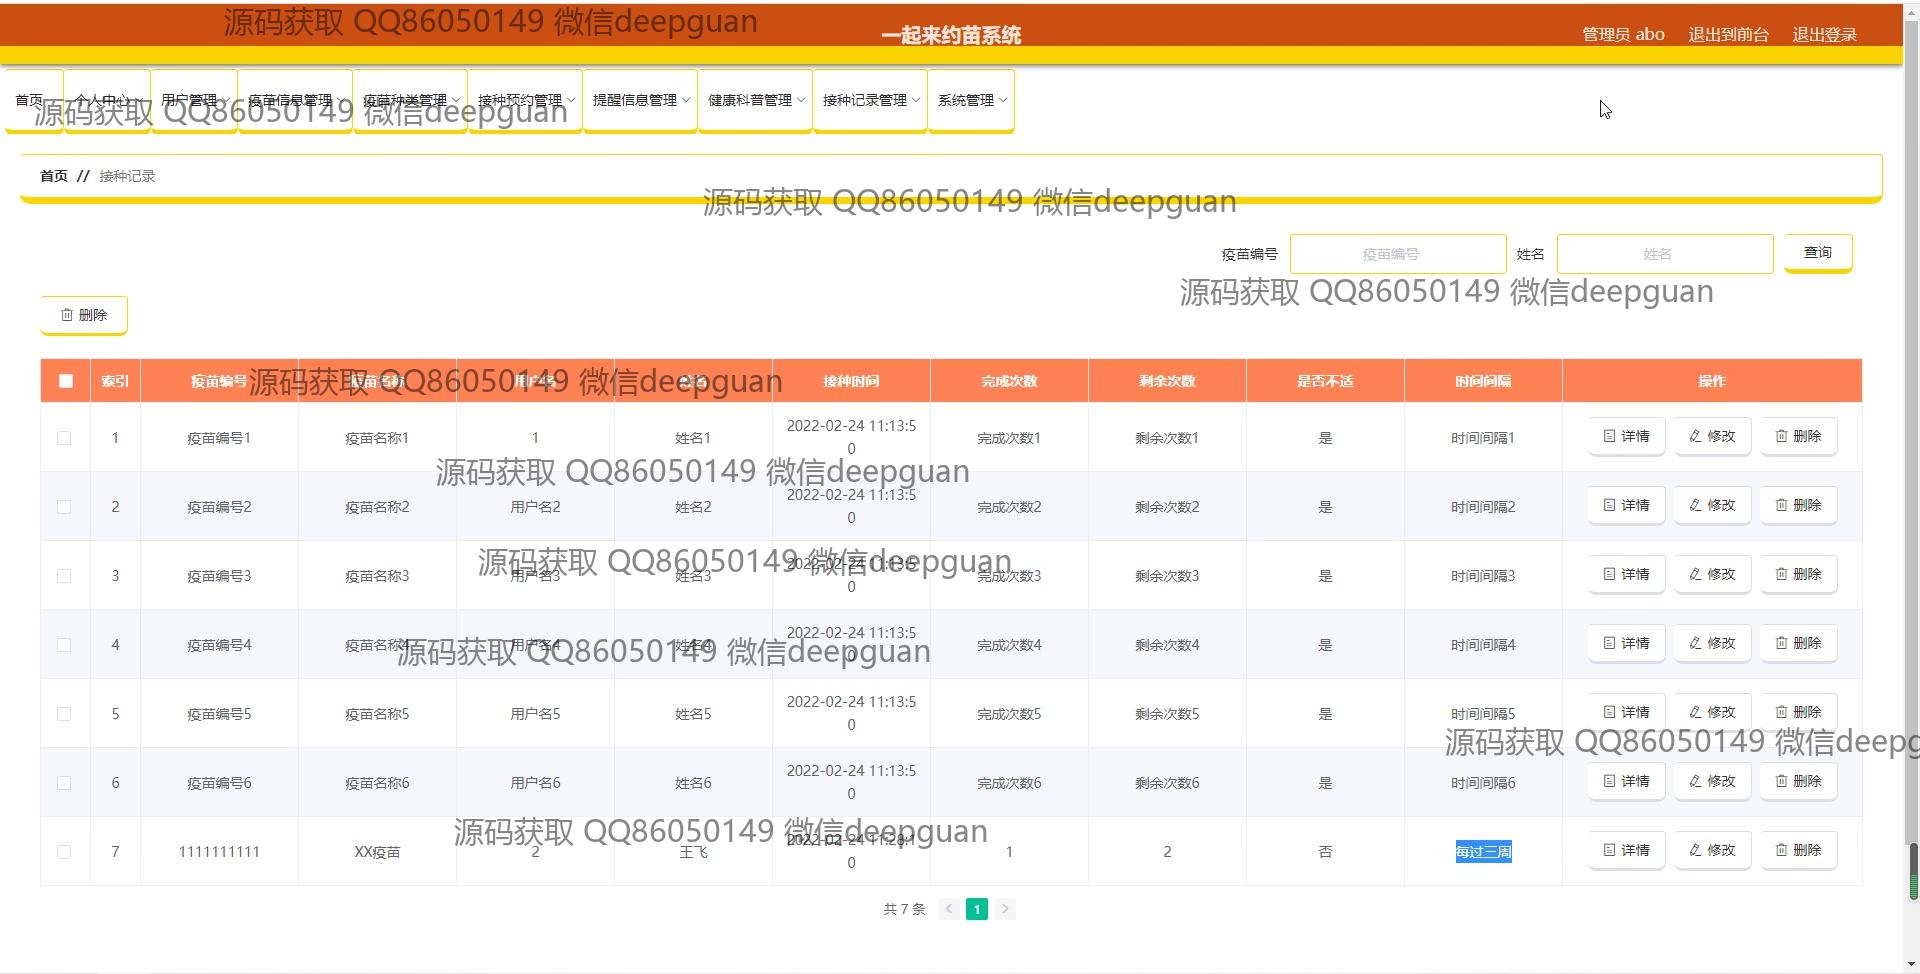 源码获取 QQ86050149 微信deepguan
一起来约苗系统
管理员 abo 退出到前台 退出登录
首页 个人中心 用户管理 疫苗信息管理 疫苗种类管理 接种预约管理 提醒信息管理 健康科普管理 接种记录管理 系统管理
源码获取 QQ86050149 微信deepguan
首页 // 接种记录
源码获取 QQ86050149 微信deepguan
疫苗编号 疫苗编号 姓名 姓名 查询
源码获取 QQ86050149 微信deepguan
删除
索引 疫苗编号 疫苗名称 用户名 姓名 接种时间 完成次数 剩余次数 是否不适 时间间隔 操作
源码获取 QQ86050149 微信deepguan
1 疫苗编号1 疫苗名称1 1 姓名1 2022-02-24 11:13:5 完成次数1 剩余次数1 是 时间间隔1 详情 修改 删除
0
源码获取 QQ86050149 微信deepguan
2 疫苗编号2 疫苗名称2 用户名2 姓名2 2022-02-24 11:13:5 完成次数2 剩余次数2 是 时间间隔2 详情 修改 删除
0
源码获取 QQ86050149 微信deepguan
3 疫苗编号3 疫苗名称3 用户名3 姓名3 2022-02-24 11:13:5 完成次数3 剩余次数3 是 时间间隔3 详情 修改 删除
0
4 疫苗编号4 疫苗名称4 用户名4 姓名4 2022-02-24 11:13:5 完成次数4 剩余次数4 是 时间间隔4 详情 修改 删除
0
源码获取 QQ86050149 微信deepguan
5 疫苗编号5 疫苗名称5 用户名5 姓名5 2022-02-24 11:13:5 完成次数5 剩余次数5 是 时间间隔5 详情 修改 删除
0
源码获取 QQ86050149 微信deepg
6 疫苗编号6 疫苗名称6 用户名6 姓名6 2022-02-24 11:13:5 完成次数6 剩余次数6 是 时间间隔6 详情 修改 删除
0
源码获取 QQ86050149 微信deepguan
7 1111111111 XX疫苗 2 王飞 2022-02-24 11:28:1 1 2 否 每过三周 详情 修改 删除
0
共 7 条 1